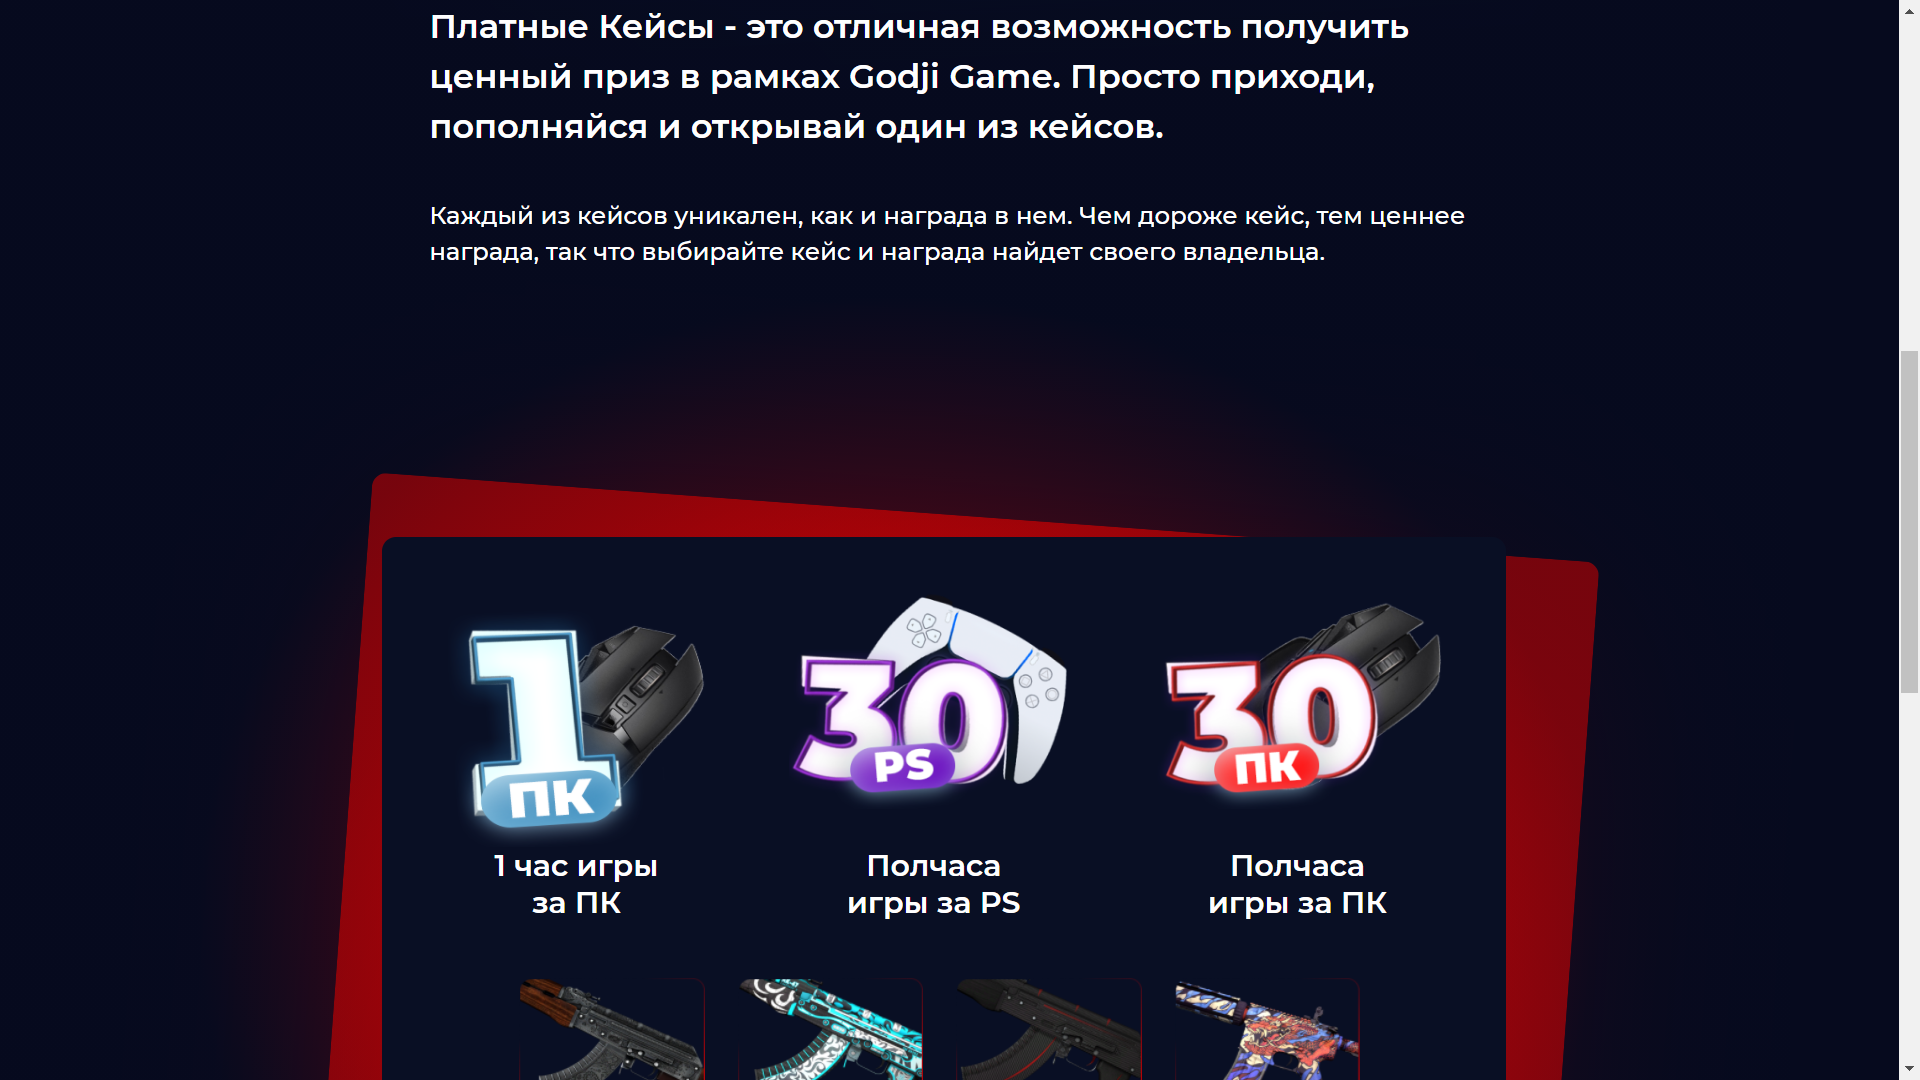 Платные Кейсы - это отличная возможность получить
ценный приз в рамках Godji Game. Просто приходи,
пополняйся и открывай один из кейсов.
Каждый из кейсов уникален, как и награда в нем. Чем дороже кейс, тем ценнее
награда, так что выбирайте кейс и награда найдет своего владельца.
1
ПК
30
PS
30
ПК
1 час игры
за ПК
Полчаса
игры за PS
Полчаса
игры за ПК